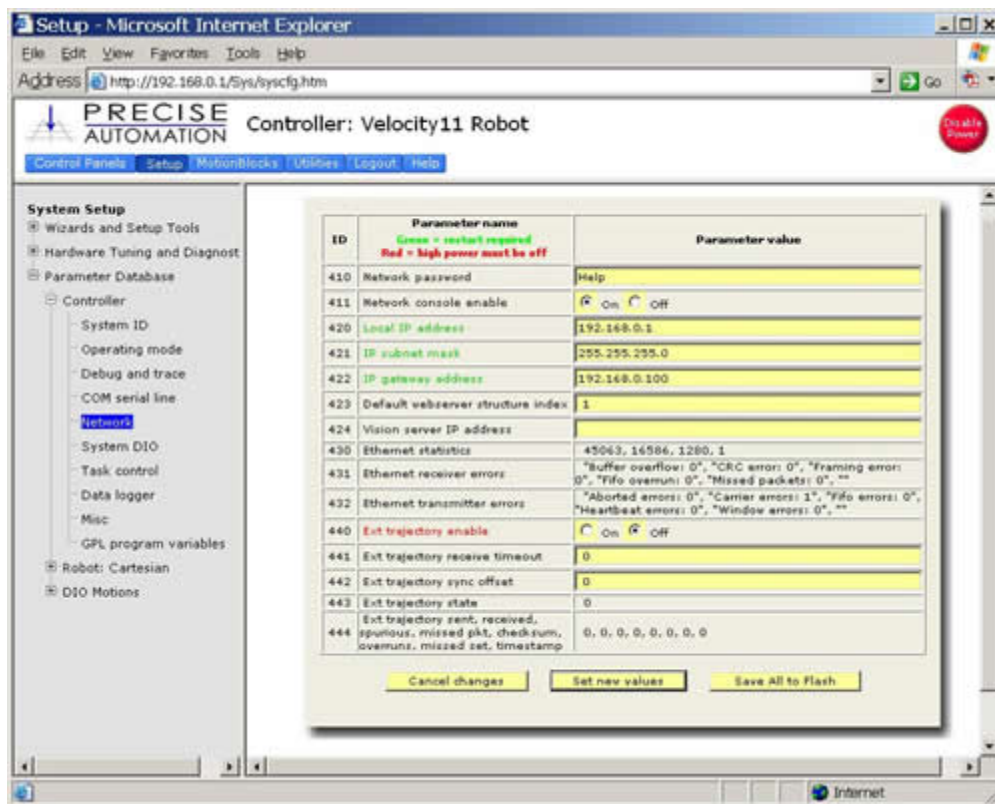 Setup - Microsoft Internet Explorer
File Edit View Favorites Tools Help
Address http://192.168.0.1/Sys/syscfg.htm Go
PRECISE
AUTOMATION
Controller: Velocity11 Robot
Disable
Power
Control Panels Setup MotionBlocks Utilities Logout Help
System Setup
Wizards and Setup Tools
Hardware Tuning and Diagnost
Parameter Database
Controller
System ID
Operating mode
Debug and trace
COM serial line
Network
System DIO
Task control
Data logger
Misc
GPL program variables
Robot: Cartesian
DIO Motions
ID Parameter name Parameter value
Green = restart required
Red = high power must be off
410 Network password Help
411 Network console enable On Off
420 Local IP address 192.168.0.1
421 IP subnet mask 255.255.255.0
422 IP gateway address 192.168.0.100
423 Default webserver structure index 1
424 Vision server IP address
430 Ethernet statistics 45063, 16586, 1280, 1
431 Ethernet receiver errors "Buffer overflow: 0", "CRC error: 0", "Framing error:
0", "Fifo overrun: 0", "Missed packets: 0", ""
432 Ethernet transmitter errors "Aborted errors: 0", "Carrier errors: 1", "Fifo errors: 0",
"Heartbeat errors: 0", "Window errors: 0", ""
440 Ext trajectory enable On Off
441 Ext trajectory receive timeout 0
442 Ext trajectory sync offset 0
443 Ext trajectory state 0
444 Ext trajectory sent, received,
spurious, missed pkt, checksum,
overruns, missed set, timestamp
0, 0, 0, 0, 0, 0, 0, 0
Cancel changes Set new values Save All to Flash
Internet